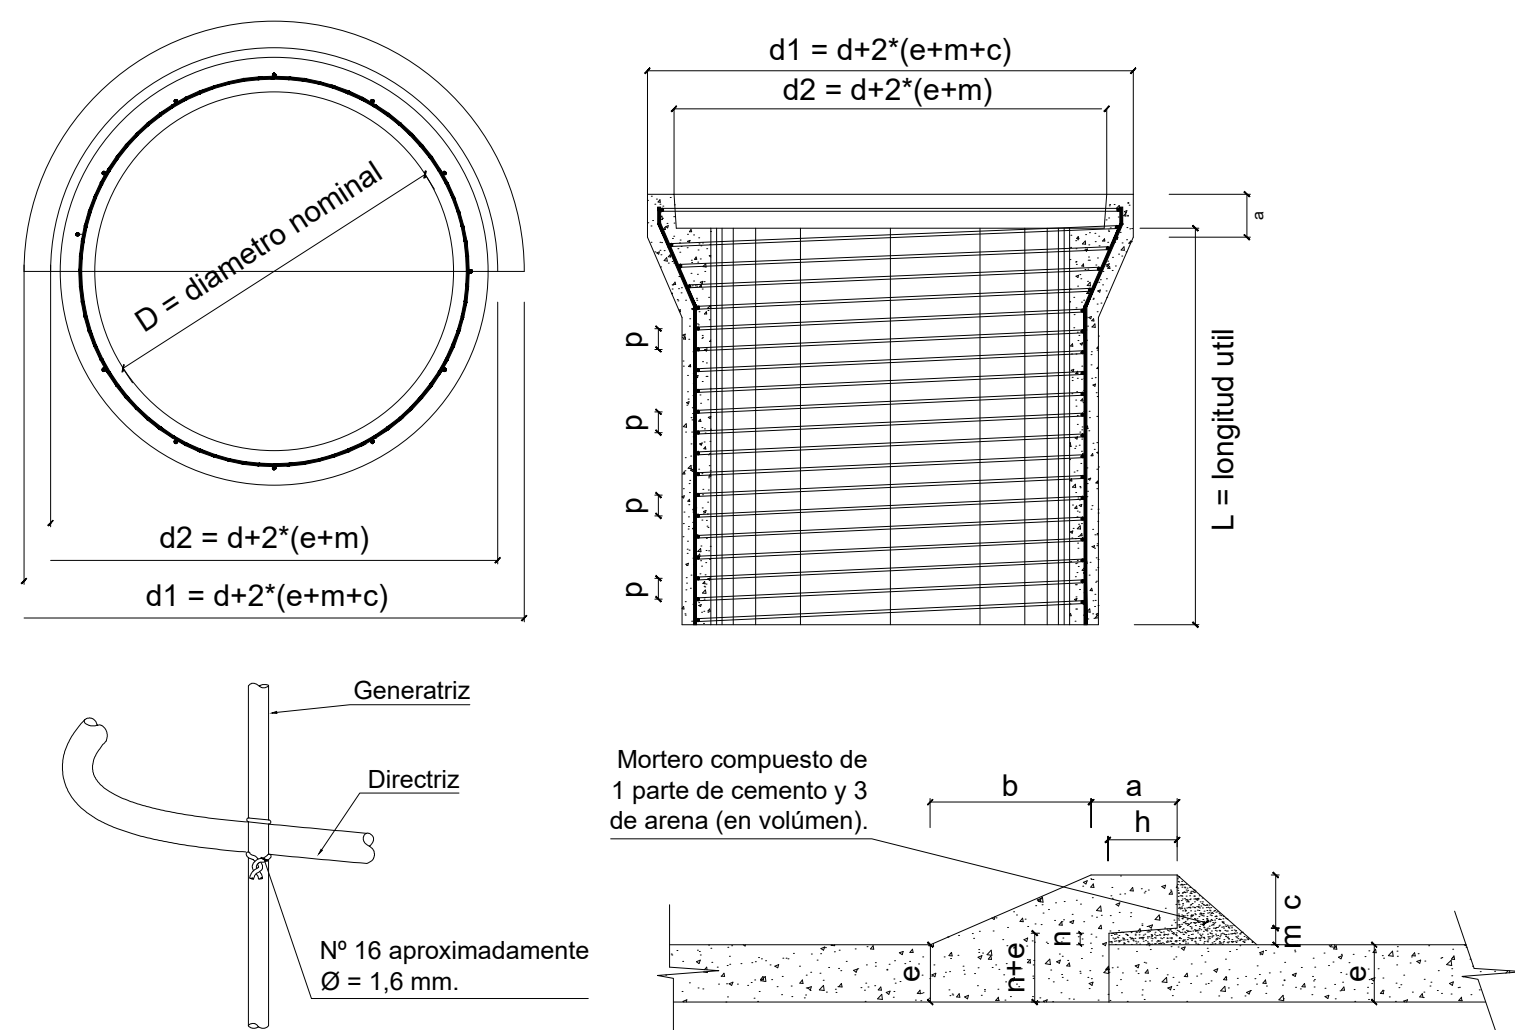 D = diametro nominal
d2 = d+2*(e+m)
d1 = d+2*(e+m+c)
d1 = d+2*(e+m+c)
d2 = d+2*(e+m)
a
p
p
p
p
L = longitud util
Generatriz
Directriz
Nº 16 aproximadamente
Ø = 1,6 mm.
Mortero compuesto de
1 parte de cemento y 3
de arena (en volúmen).
b
a
h
c
m
n
n+e
e
e